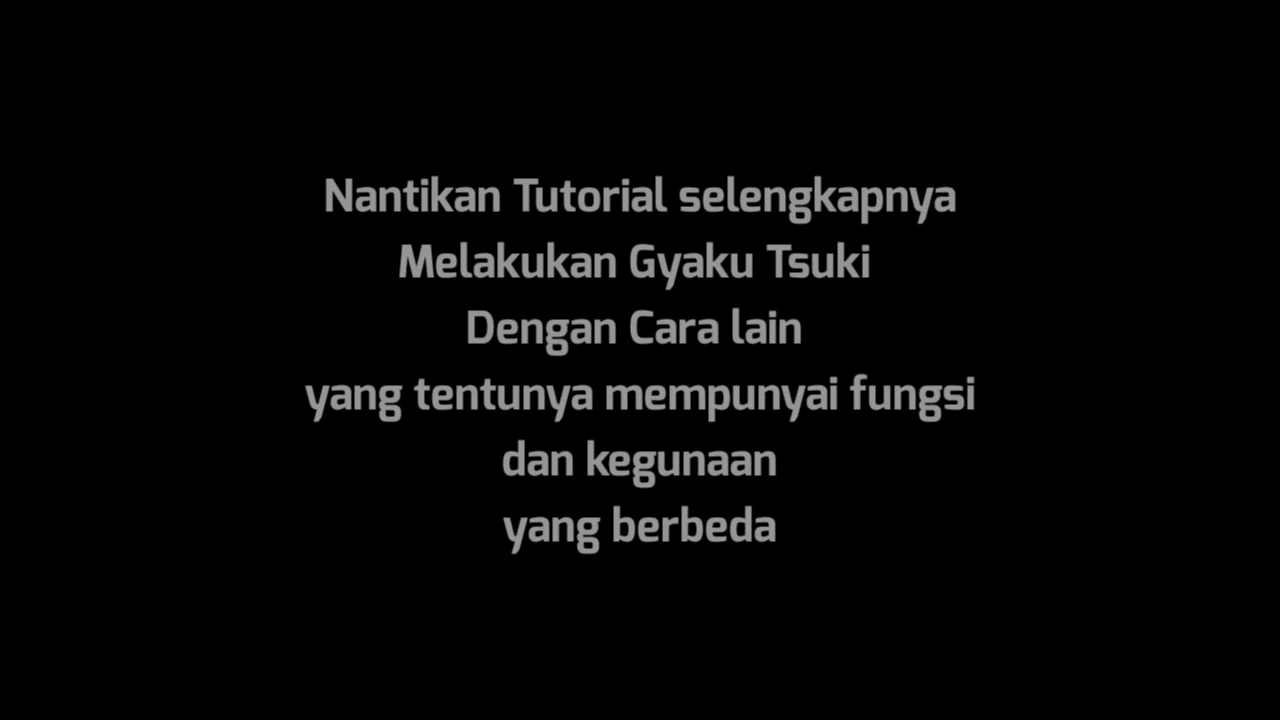 Nantikan Tutorial selengkapnya
Melakukan Gyaku Tsuki
Dengan Cara lain
yang tentunya mempunyai fungsi
dan kegunaan
yang berbeda